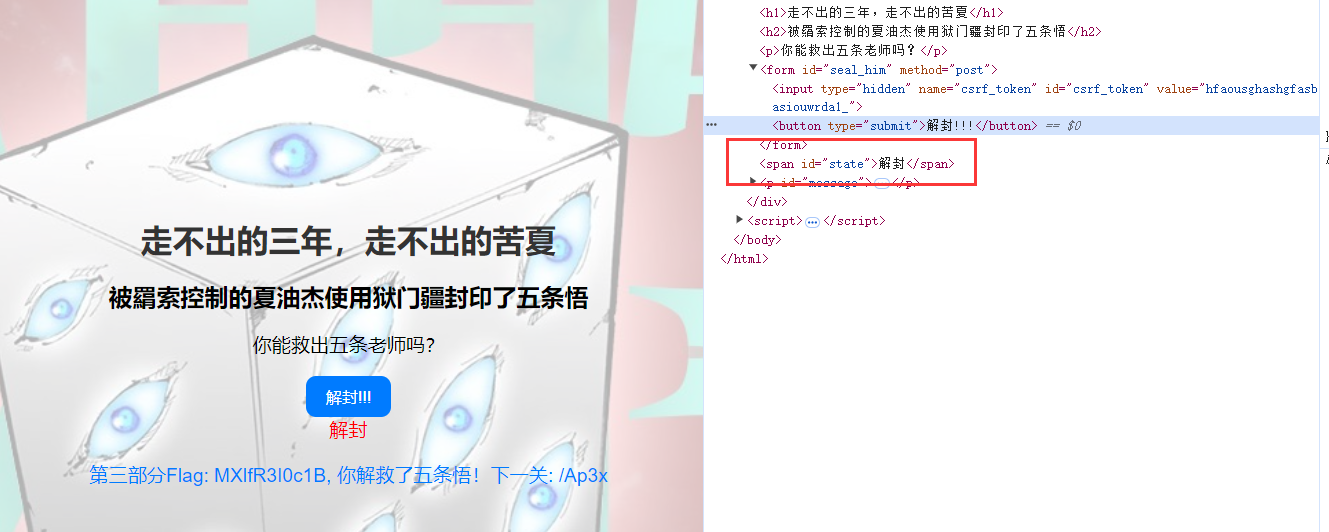 走不出的三年，走不出的苦夏
被羂索控制的夏油杰使用狱门疆封印了五条悟
你能救出五条老师吗？
解封!!!
解封
第三部分Flag: MXlfR3I0c1B, 你解救了五条悟！下一关: /Ap3x
<h1>走不出的三年，走不出的苦夏</h1>
<h2>被羂索控制的夏油杰使用狱门疆封印了五条悟</h2>
<p>你能救出五条老师吗？</p>
▼<form id="seal_him" method="post">
<input type="hidden" name="csrf_token" id="csrf_token" value="hfaousghashgfasb
asiouwrda1_">
<button type="submit">解封!!!</button> == $0
</form>
<span id="state">解封</span>
<p id="message">…</p>
</div>
<script>…</script>
</body>
</html>